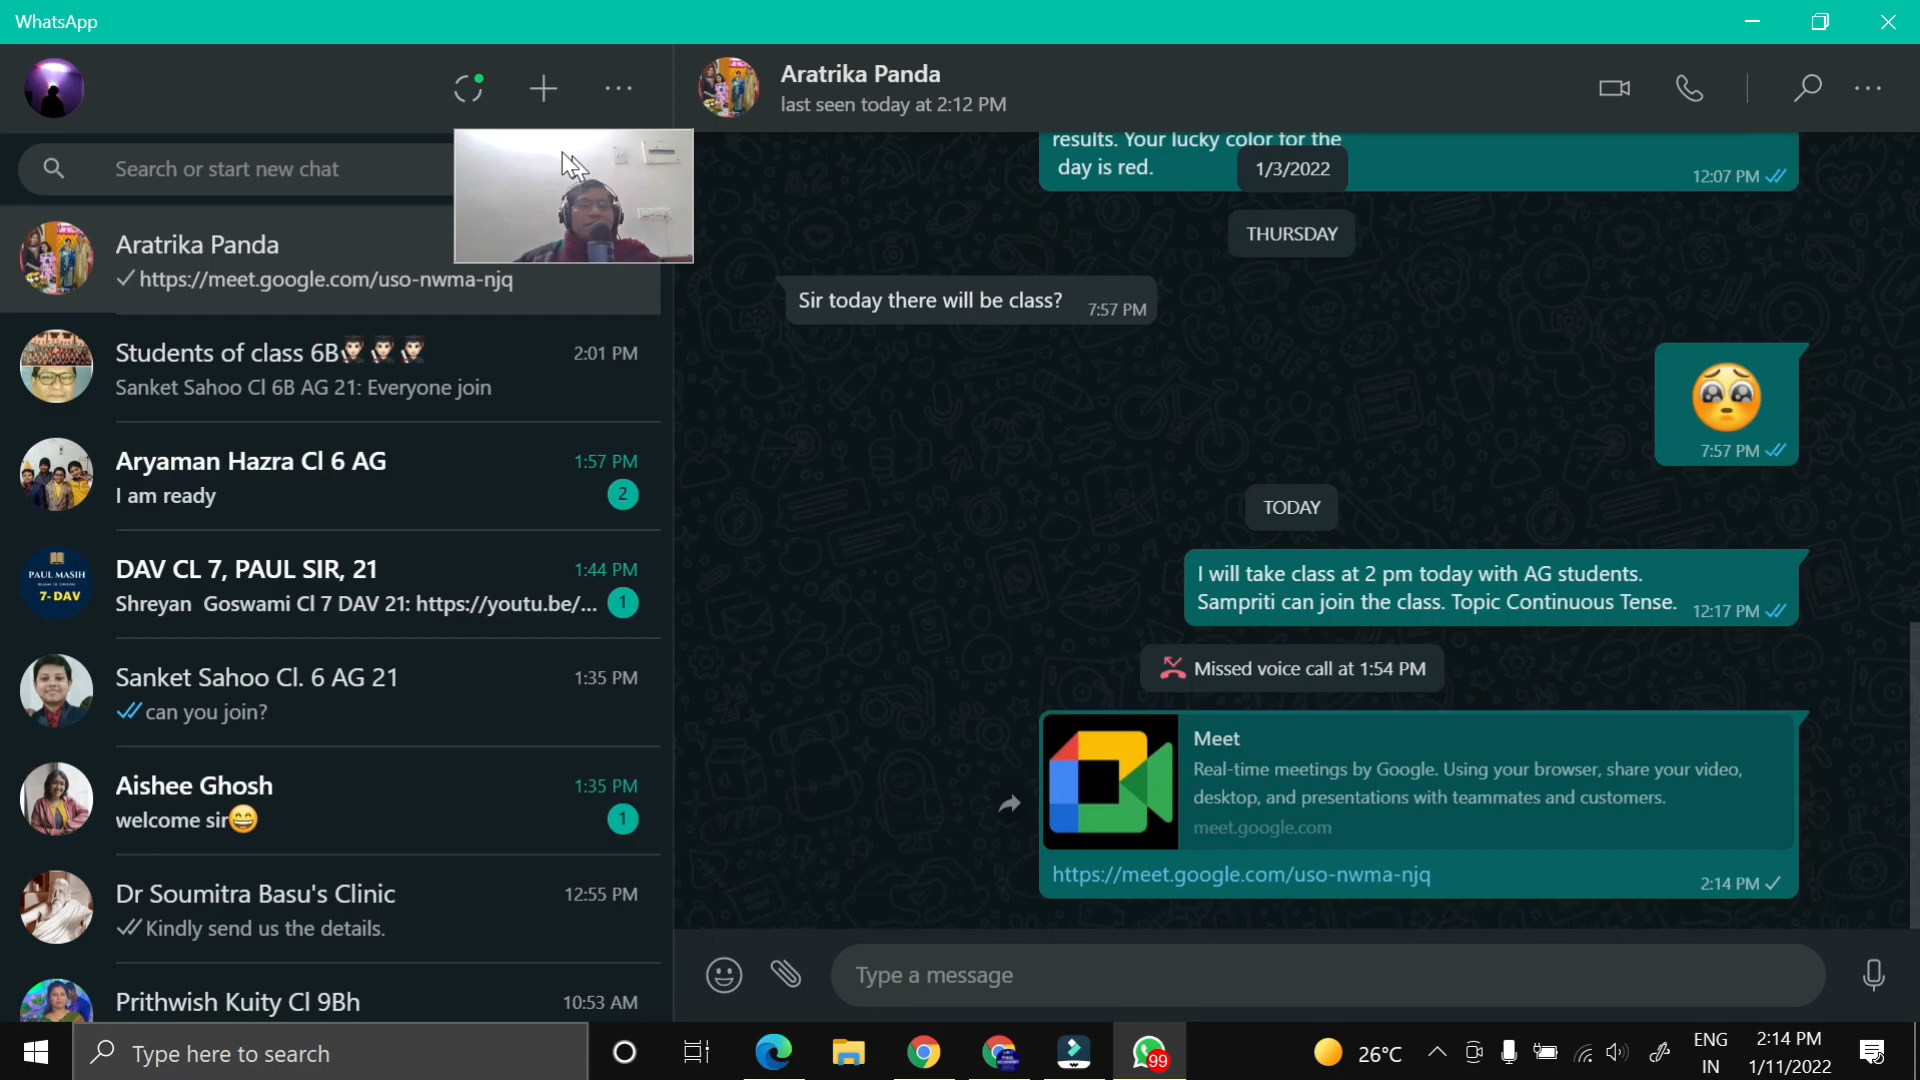 WhatsApp
Search or start new chat
Aratrika Panda
https://meet.google.com/uso-nwma-njq
Students of class 6B
2:01 PM
Sanket Sahoo Cl 6B AG 21: Everyone join
Aryaman Hazra Cl 6 AG
1:57 PM
I am ready
2
DAV CL 7, PAUL SIR, 21
1:44 PM
PAUL MASIH
7-DAV
Shreyan Goswami Cl 7 DAV 21: https://youtu.be/...
1
Sanket Sahoo Cl. 6 AG 21
1:35 PM
can you join?
Aishee Ghosh
1:35 PM
welcome sir😄
1
Dr Soumitra Basu's Clinic
12:55 PM
Kindly send us the details.
Prithwish Kuity Cl 9Bh
10:53 AM
Aratrika Panda
last seen today at 2:12 PM
results. Your lucky color for the
day is red.
12:07 PM
1/3/2022
THURSDAY
Sir today there will be class?
7:57 PM
🥺
7:57 PM
TODAY
I will take class at 2 pm today with AG students.
Sampriti can join the class. Topic Continuous Tense.
12:17 PM
Missed voice call at 1:54 PM
Meet
Real-time meetings by Google. Using your browser, share your video,
desktop, and presentations with teammates and customers.
meet.google.com
https://meet.google.com/uso-nwma-njq
2:14 PM
Type a message
Type here to search
99
26°C
ENG
IN
2:14 PM
1/11/2022